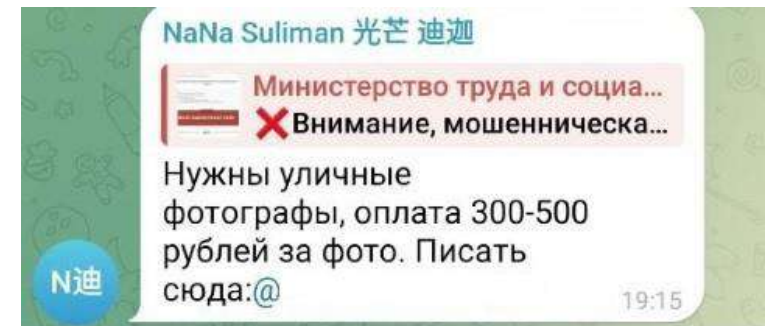 NaNa Suliman 光芒 迪迦
Министерство труда и социа...
❌Внимание, мошенническа...
Нужны уличные
фотографы, оплата 300-500
рублей за фото. Писать
сюда:@
19:15
N迪